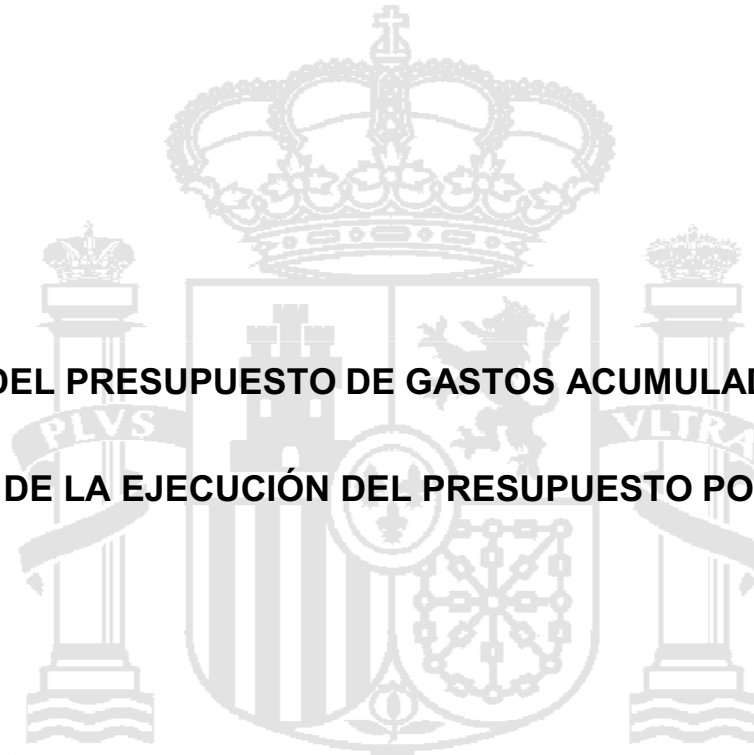 DEL PRESUPUESTO DE GASTOS ACUMULAD
DE LA EJECUCIÓN DEL PRESUPUESTO PO
PLVS VLTRA